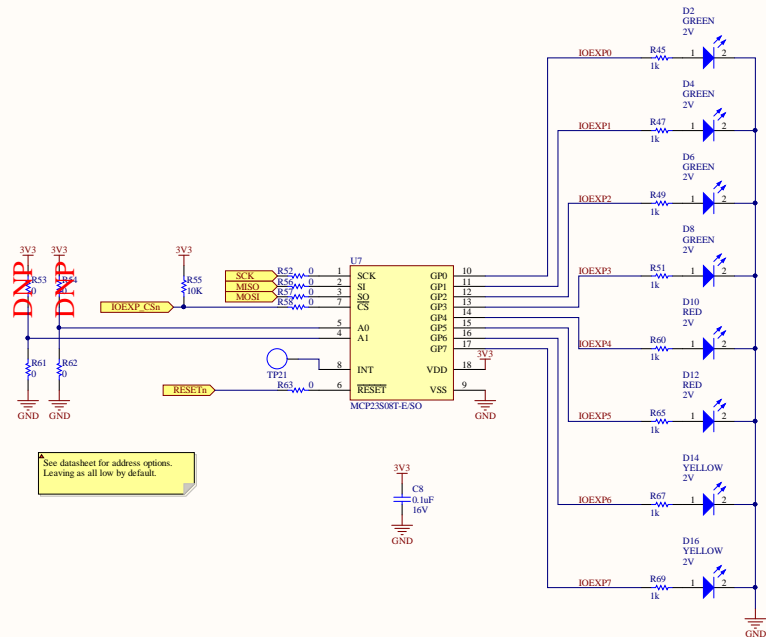 D2
GREEN
2V
IOEXP0
R45
1k
1
2
D4
GREEN
2V
IOEXP1
R47
1k
1
2
D6
GREEN
2V
IOEXP2
R49
1k
1
2
D8
GREEN
2V
IOEXP3
R51
1k
1
2
D10
RED
2V
IOEXP4
R60
1k
1
2
D12
RED
2V
IOEXP5
R65
1k
1
2
D14
YELLOW
2V
IOEXP6
R67
1k
1
2
D16
YELLOW
2V
IOEXP7
R69
1k
1
2
GND
3V3
3V3
DNP
DNP
R53
0
R54
0
R61
0
R62
0
GND
GND
3V3
R55
10K
IOEXP_CSn
SCK
MISO
MOSI
R52 0
R56 0
R57 0
R58 0
U7
1 SCK
2 SI
3 SO
7 CS
5 A0
4 A1
8 INT
6 RESET
GP0 10
GP1 11
GP2 12
GP3 13
GP4 14
GP5 15
GP6 16
GP7 17
VDD 18
VSS 9
3V3
GND
MCP23S08T-E/SO
TP21
RESETn
R63 0
See datasheet for address options.
Leaving as all low by default.
3V3
C8
0.1uF
16V
GND